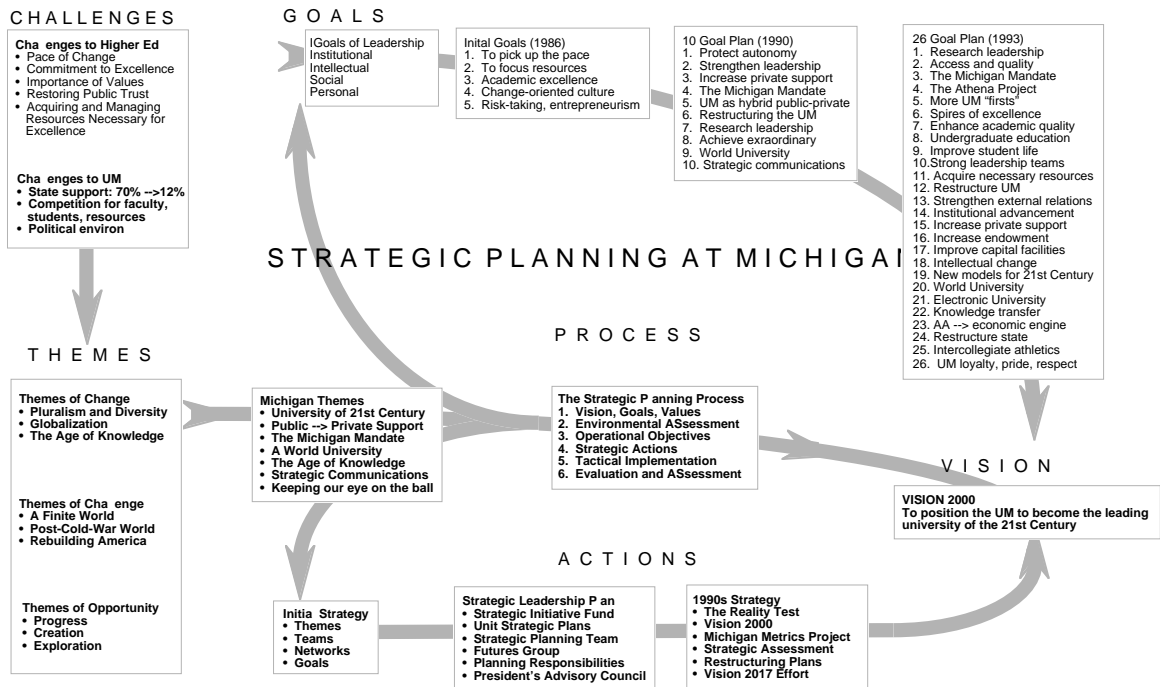 CHALLENGES
Cha enges to Higher Ed
• Pace of Change
• Commitment to Excellence
• Importance of Values
• Restoring Public Trust
• Acquiring and Managing
Resources Necessary for
Excellence
Cha enges to UM
• State support: 70% -->12%
• Competition for faculty,
students, resources
• Political environ
THEMES
Themes of Change
• Pluralism and Diversity
• Globalization
• The Age of Knowledge
Themes of Cha enge
• A Finite World
• Post-Cold-War World
• Rebuilding America
Themes of Opportunity
• Progress
• Creation
• Exploration
GOALS
IGoals of Leadership
Institutional
Intellectual
Social
Personal
Inital Goals (1986)
1. To pick up the pace
2. To focus resources
3. Academic excellence
4. Change-oriented culture
5. Risk-taking, entrepreneurism
10 Goal Plan (1990)
1. Protect autonomy
2. Strengthen leadership
3. Increase private support
4. The Michigan Mandate
5. UM as hybrid public-private
6. Restructuring the UM
7. Research leadership
8. Achieve exraordinary
9. World University
10. Strategic communications
26 Goal Plan (1993)
1. Research leadership
2. Access and quality
3. The Michigan Mandate
4. The Athena Project
5. More UM "firsts"
6. Spires of excellence
7. Enhance academic quality
8. Undergraduate education
9. Improve student life
10.Strong leadership teams
11. Acquire necessary resources
12. Restructure UM
13. Strengthen external relations
14. Institutional advancement
15. Increase private support
16. Increase endowment
17. Improve capital facilities
18. Intellectual change
19. New models for 21st Century
20. World University
21. Electronic University
22. Knowledge transfer
23. AA --> economic engine
24. Restructure state
25. Intercollegiate athletics
26. UM loyalty, pride, respect
STRATEGIC PLANNING AT MICHIGAN
PROCESS
Michigan Themes
• University of 21st Century
• Public --> Private Support
• The Michigan Mandate
• A World University
• The Age of Knowledge
• Strategic Communications
• Keeping our eye on the ball
The Strategic P anning Process
1. Vision, Goals, Values
2. Environmental ASsessment
3. Operational Objectives
4. Strategic Actions
5. Tactical Implementation
6. Evaluation and ASsessment
VISION
VISION 2000
To position the UM to become the leading
university of the 21st Century
ACTIONS
Initia Strategy
• Themes
• Teams
• Networks
• Goals
Strategic Leadership P an
• Strategic Initiative Fund
• Unit Strategic Plans
• Strategic Planning Team
• Futures Group
• Planning Responsibilities
• President's Advisory Council
1990s Strategy
• The Reality Test
• Vision 2000
• Michigan Metrics Project
• Strategic Assessment
• Restructuring Plans
• Vision 2017 Effort